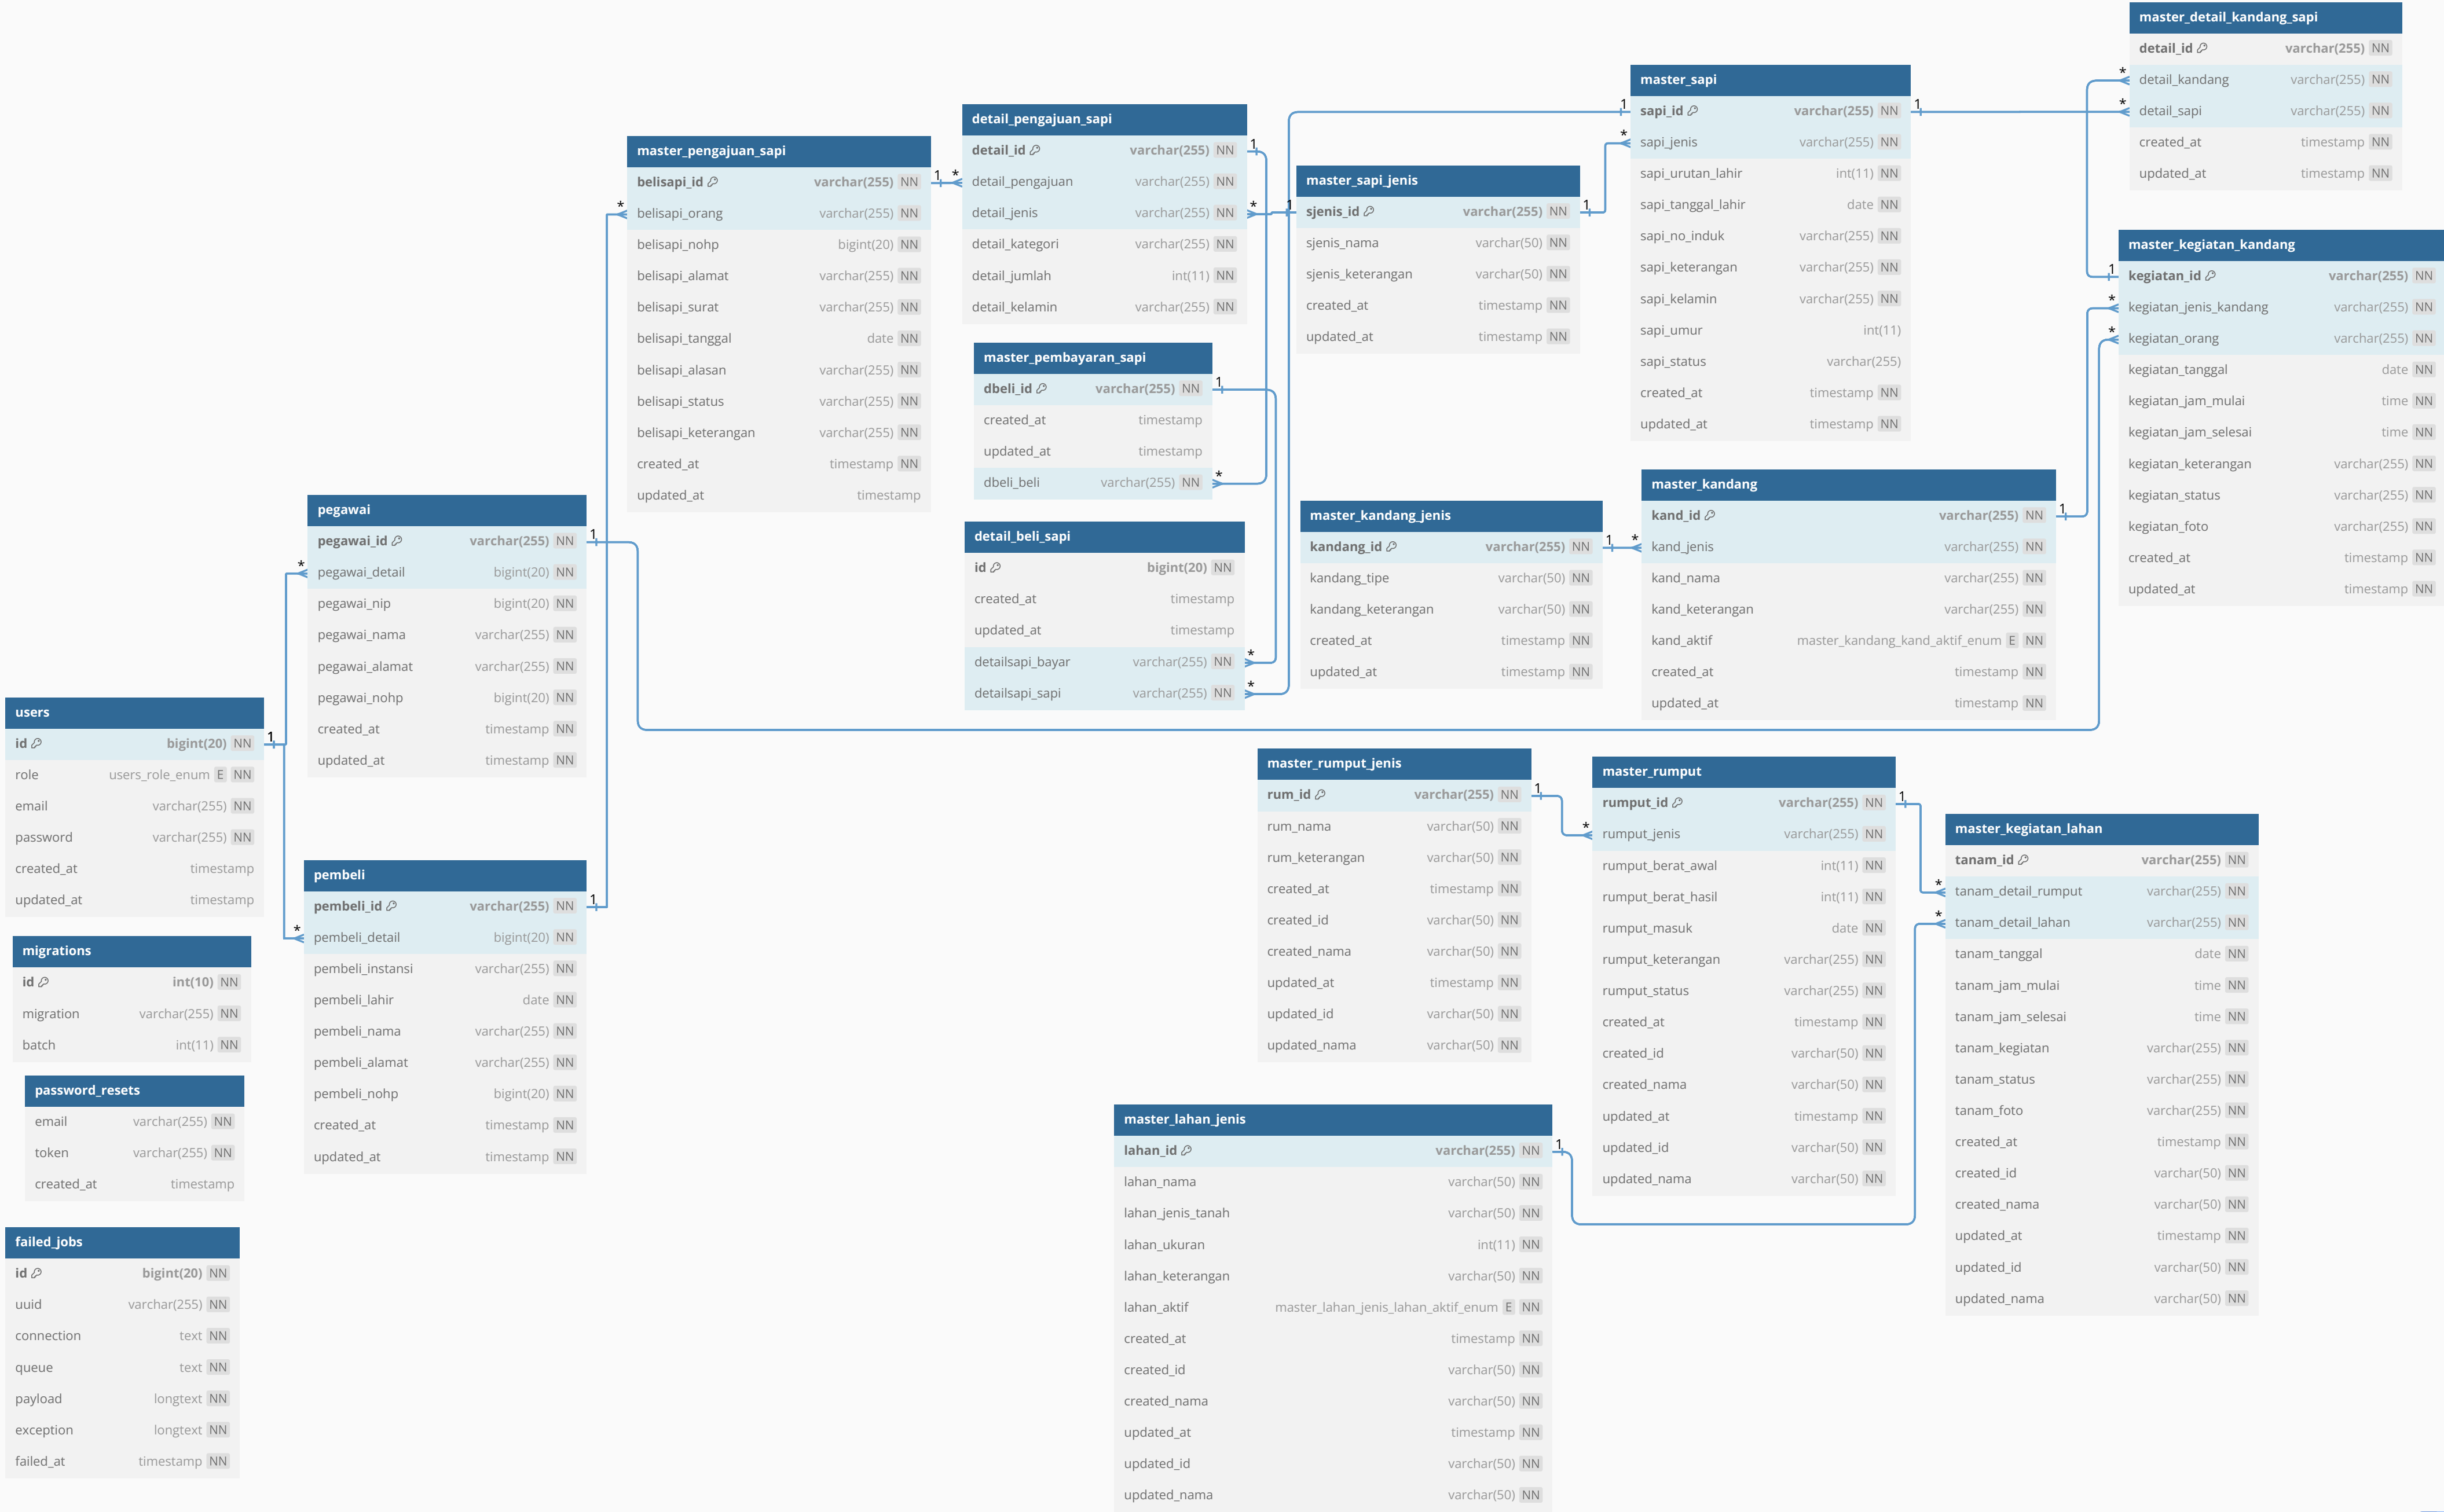 master_detail_kandang_sapi
detail_id varchar(255) NN
detail_kandang varchar(255) NN
detail_sapi varchar(255) NN
created_at timestamp NN
updated_at timestamp NN
master_sapi
sapi_id varchar(255) NN
sapi_jenis varchar(255) NN
sapi_urutan_lahir int(11) NN
sapi_tanggal_lahir date NN
sapi_no_induk varchar(255) NN
sapi_keterangan varchar(255) NN
sapi_kelamin varchar(255) NN
sapi_umur int(11)
sapi_status varchar(255)
created_at timestamp NN
updated_at timestamp NN
detail_pengajuan_sapi
detail_id varchar(255) NN
detail_pengajuan varchar(255) NN
detail_jenis varchar(255) NN
detail_kategori varchar(255) NN
detail_jumlah int(11) NN
detail_kelamin varchar(255) NN
master_pengajuan_sapi
belisapi_id varchar(255) NN
belisapi_orang varchar(255) NN
belisapi_nohp bigint(20) NN
belisapi_alamat varchar(255) NN
belisapi_surat varchar(255) NN
belisapi_tanggal date NN
belisapi_alasan varchar(255) NN
belisapi_status varchar(255) NN
belisapi_keterangan varchar(255) NN
created_at timestamp NN
updated_at timestamp
master_sapi_jenis
sjenis_id varchar(255) NN
sjenis_nama varchar(50) NN
sjenis_keterangan varchar(50) NN
created_at timestamp NN
updated_at timestamp NN
master_kegiatan_kandang
kegiatan_id varchar(255) NN
kegiatan_jenis_kandang varchar(255) NN
kegiatan_orang varchar(255) NN
kegiatan_tanggal date NN
kegiatan_jam_mulai time NN
kegiatan_jam_selesai time NN
kegiatan_keterangan varchar(255) NN
kegiatan_status varchar(255) NN
kegiatan_foto varchar(255) NN
created_at timestamp NN
updated_at timestamp NN
master_pembayaran_sapi
dbeli_id varchar(255) NN
created_at timestamp
updated_at timestamp
dbeli_beli varchar(255) NN
master_kandang
kand_id varchar(255) NN
kand_jenis varchar(255) NN
kand_nama varchar(255) NN
kand_keterangan varchar(255) NN
kand_aktif master_kandang_kand_aktif_enum E NN
created_at timestamp NN
updated_at timestamp NN
pegawai
pegawai_id varchar(255) NN
pegawai_detail bigint(20) NN
pegawai_nip bigint(20) NN
pegawai_nama varchar(255) NN
pegawai_alamat varchar(255) NN
pegawai_nohp bigint(20) NN
created_at timestamp NN
updated_at timestamp NN
master_kandang_jenis
kandang_id varchar(255) NN
kandang_tipe varchar(50) NN
kandang_keterangan varchar(50) NN
created_at timestamp NN
updated_at timestamp NN
detail_beli_sapi
id bigint(20) NN
created_at timestamp
updated_at timestamp
detailsapi_bayar varchar(255) NN
detailsapi_sapi varchar(255) NN
users
id bigint(20) NN
role users_role_enum E NN
email varchar(255) NN
password varchar(255) NN
created_at timestamp
updated_at timestamp
master_rumput_jenis
rum_id varchar(255) NN
rum_nama varchar(50) NN
rum_keterangan varchar(50) NN
created_at timestamp NN
created_id varchar(50) NN
created_nama varchar(50) NN
updated_at timestamp NN
updated_id varchar(50) NN
updated_nama varchar(50) NN
master_rumput
rumput_id varchar(255) NN
rumput_jenis varchar(255) NN
rumput_berat_awal int(11) NN
rumput_berat_hasil int(11) NN
rumput_masuk date NN
rumput_keterangan varchar(255) NN
rumput_status varchar(255) NN
created_at timestamp NN
created_id varchar(50) NN
created_nama varchar(50) NN
updated_at timestamp NN
updated_id varchar(50) NN
updated_nama varchar(50) NN
master_kegiatan_lahan
tanam_id varchar(255) NN
tanam_detail_rumput varchar(255) NN
tanam_detail_lahan varchar(255) NN
tanam_tanggal date NN
tanam_jam_mulai time NN
tanam_jam_selesai time NN
tanam_kegiatan varchar(255) NN
tanam_status varchar(255) NN
tanam_foto varchar(255) NN
created_at timestamp NN
created_id varchar(50) NN
created_nama varchar(50) NN
updated_at timestamp NN
updated_id varchar(50) NN
updated_nama varchar(50) NN
pembeli
pembeli_id varchar(255) NN
pembeli_detail bigint(20) NN
pembeli_instansi varchar(255) NN
pembeli_lahir date NN
pembeli_nama varchar(255) NN
pembeli_alamat varchar(255) NN
pembeli_nohp bigint(20) NN
created_at timestamp NN
updated_at timestamp NN
migrations
id int(10) NN
migration varchar(255) NN
batch int(11) NN
password_resets
email varchar(255) NN
token varchar(255) NN
created_at timestamp
master_lahan_jenis
lahan_id varchar(255) NN
lahan_nama varchar(50) NN
lahan_jenis_tanah varchar(50) NN
lahan_ukuran int(11) NN
lahan_keterangan varchar(50) NN
lahan_aktif master_lahan_jenis_lahan_aktif_enum E NN
created_at timestamp NN
created_id varchar(50) NN
created_nama varchar(50) NN
updated_at timestamp NN
updated_id varchar(50) NN
updated_nama varchar(50) NN
failed_jobs
id bigint(20) NN
uuid varchar(255) NN
connection text NN
queue text NN
payload longtext NN
exception longtext NN
failed_at timestamp NN